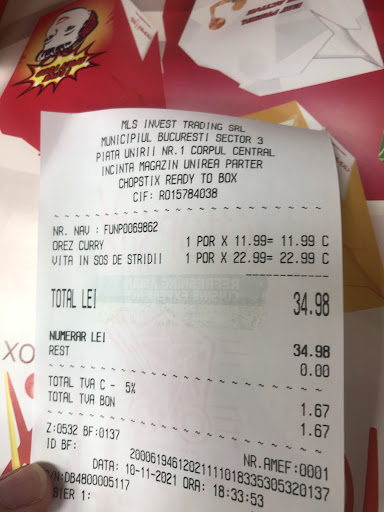 MLS INVEST TRADING SRL
MUNICIPIUL BUCURESTI SECTOR 3
PIATA UNIRII NR.1 CORPUL CENTRAL
INCINTA MAGAZIN UNIREA PARTER
CHOPSTIX READY TO BOX
CIF: RO15784038
NR. NAV : FUNP0069862
OREZ CURRY 1 POR X 11.99= 11.99 C
VITA IN SOS DE STRIDII 1 POR X 22.99= 22.99 C
TOTAL LEI 34.98
NUMERAR LEI 34.98
REST 0.00
TOTAL TVA C - 5% 1.67
TOTAL TVA BON 1.67
Z:0532 BF:0137 NR.AMEF:0001
ID BF: 20006194612021111018335305320137
DATA: 10-11-2021 ORA: 18:33:53
/N:DB4800005117
SIER 1: